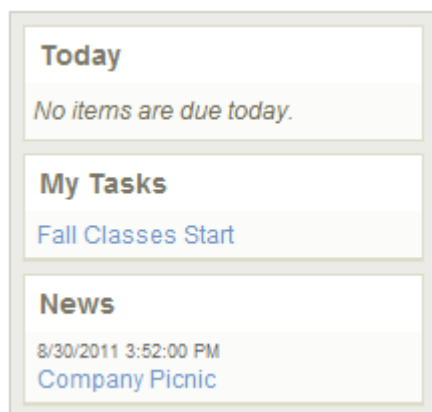 Today
No items are due today.
My Tasks
Fall Classes Start
News
8/30/2011 3:52:00 PM
Company Picnic